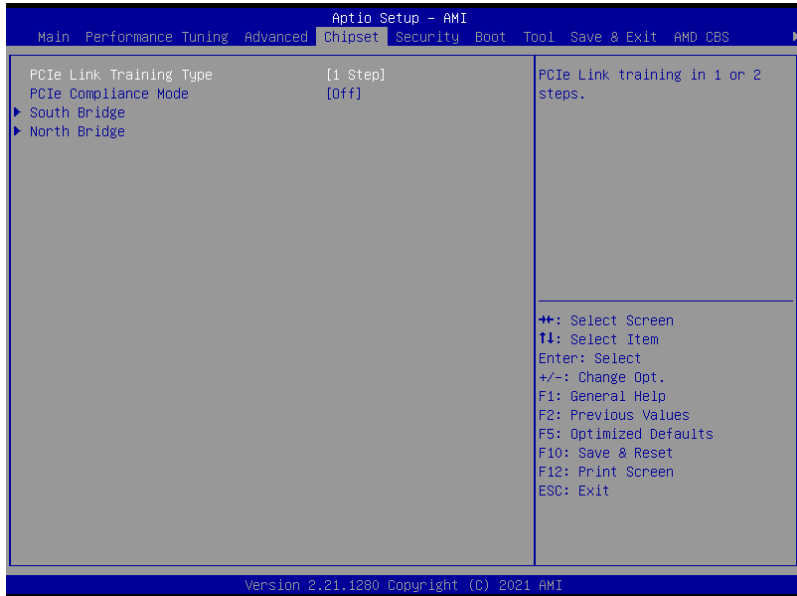 Aptio Setup – AMI
Main Performance Tuning Advanced Chipset Security Boot Tool Save & Exit AMD CBS
PCIe Link Training Type [1 Step]
PCIe Compliance Mode [Off]
South Bridge
North Bridge
PCIe Link training in 1 or 2
steps.
→←: Select Screen
↑↓: Select Item
Enter: Select
+/-: Change Opt.
F1: General Help
F2: Previous Values
F5: Optimized Defaults
F10: Save & Reset
F12: Print Screen
ESC: Exit
Version 2.21.1280 Copyright (C) 2021 AMI